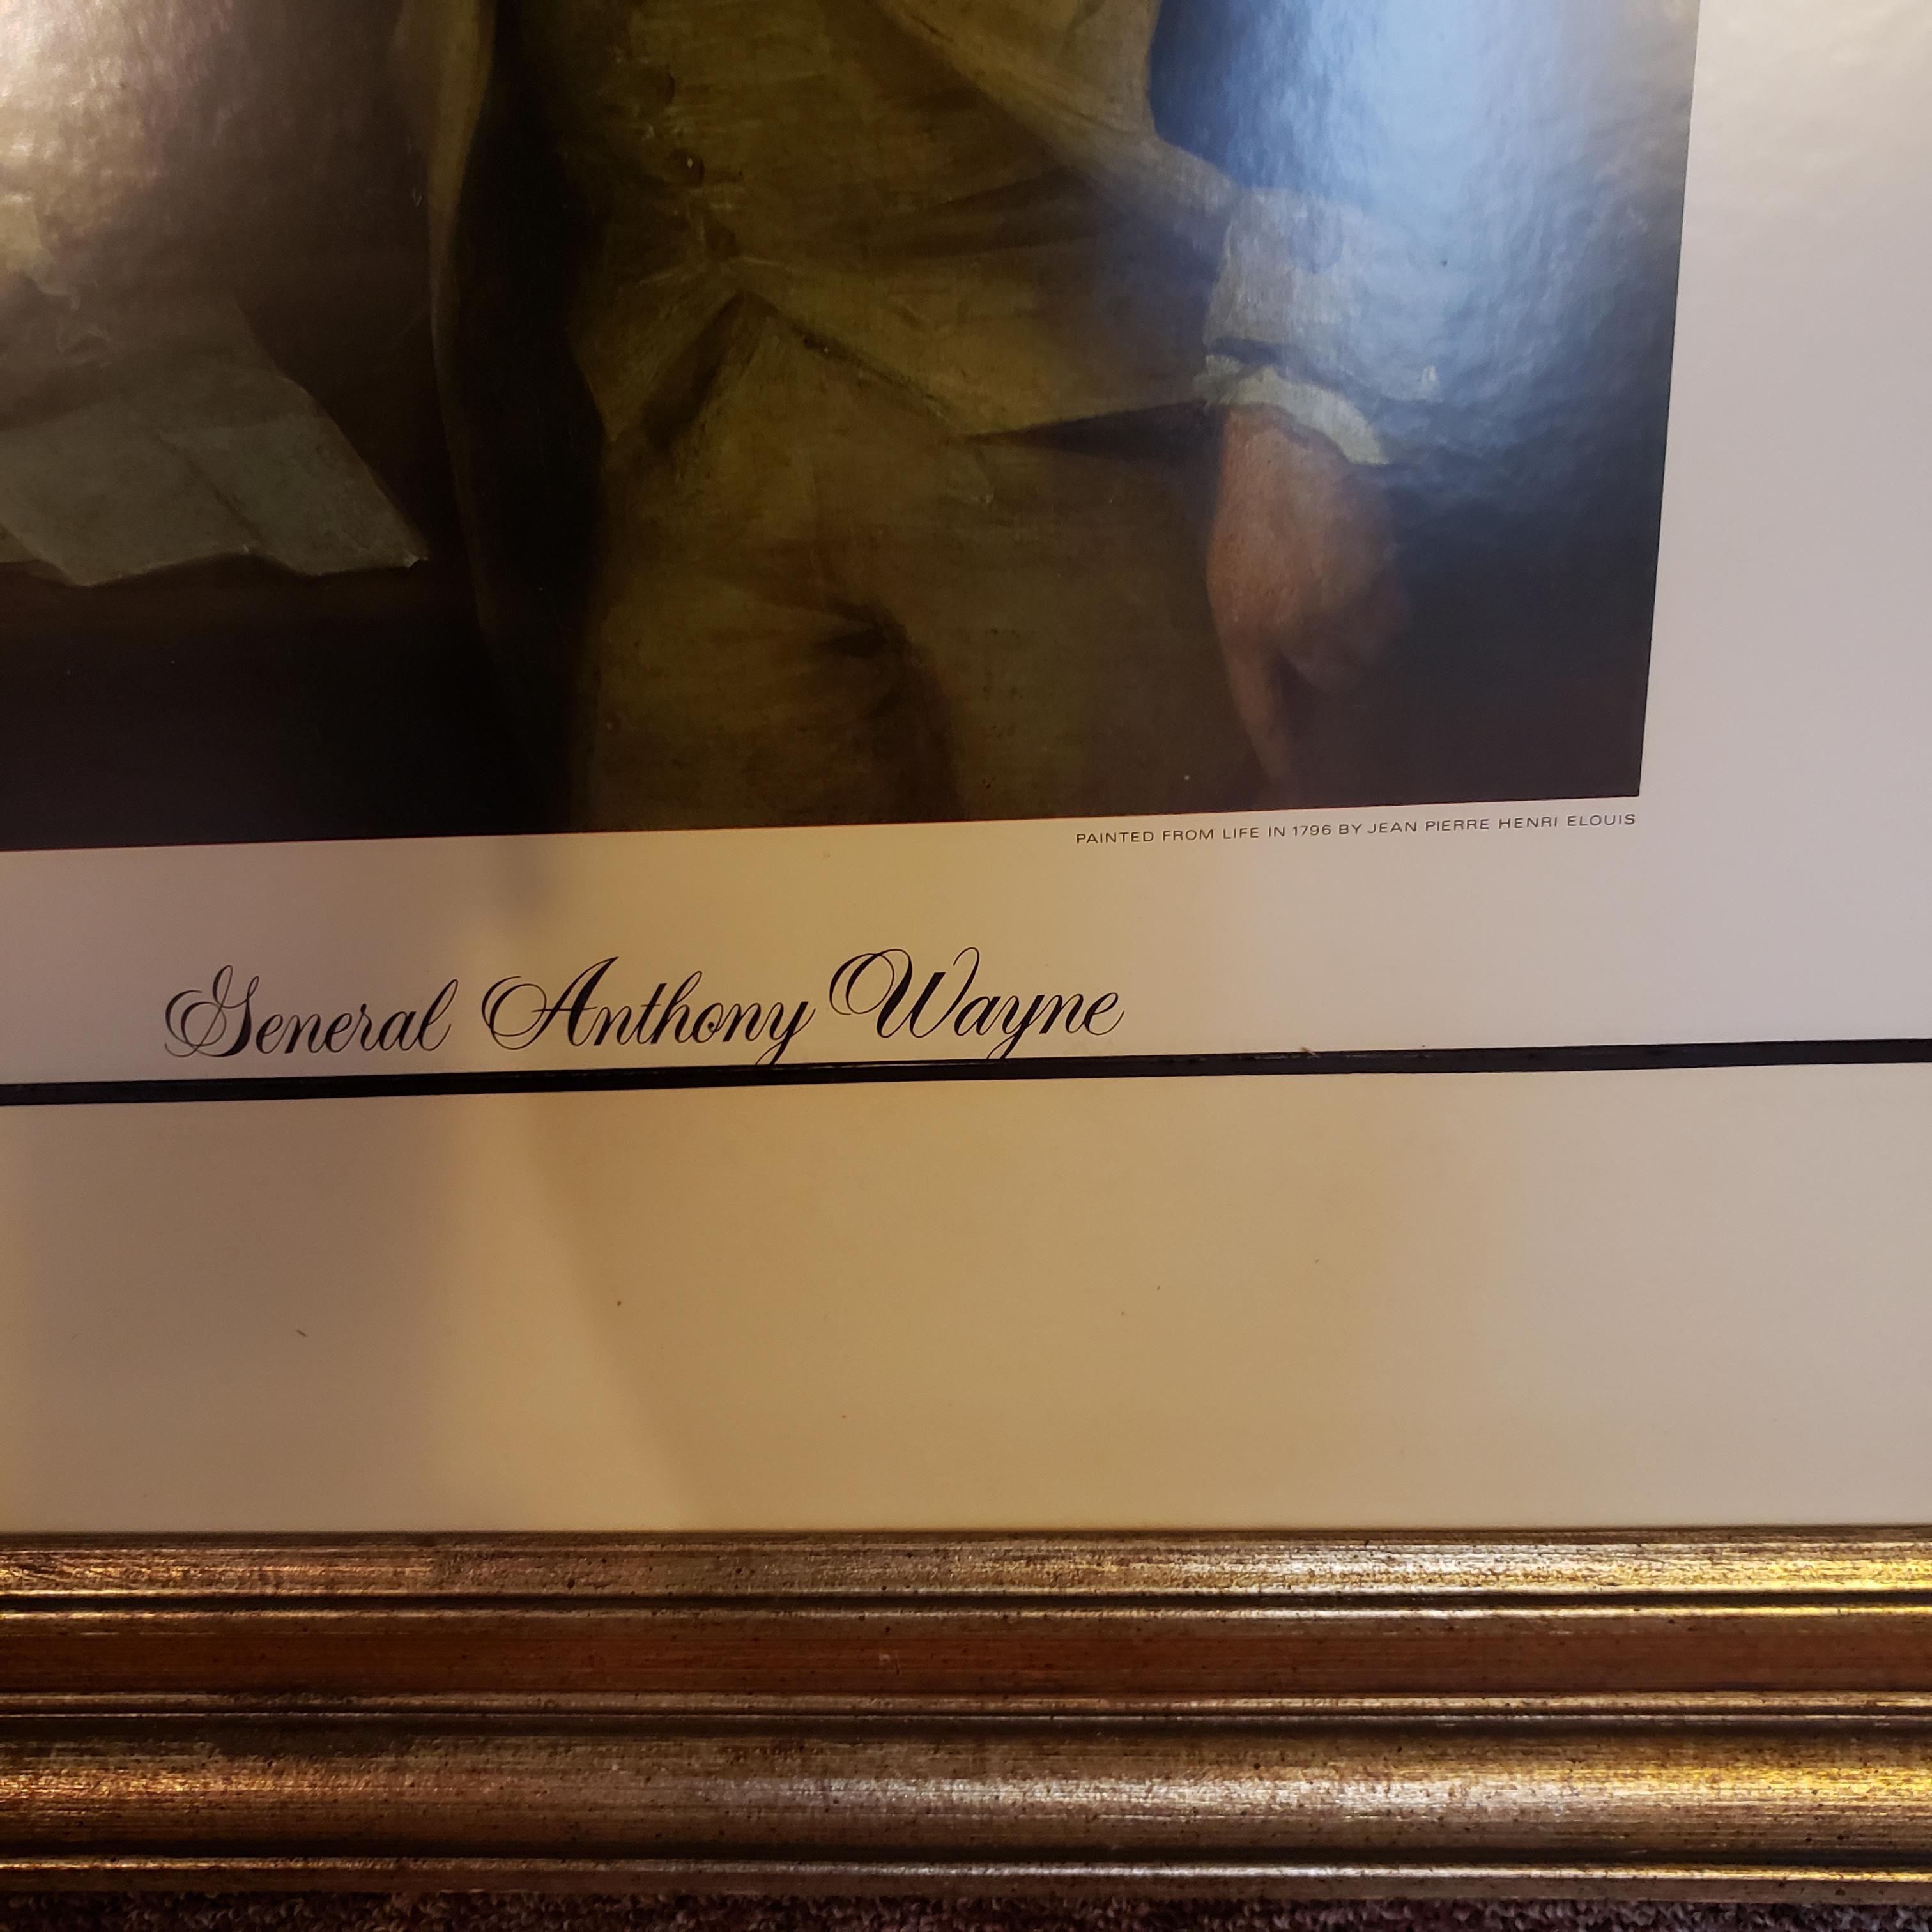 PAINTED FROM LIFE IN 1796 BY JEAN PIERRE HENRI ELOUIS
General Anthony Wayne